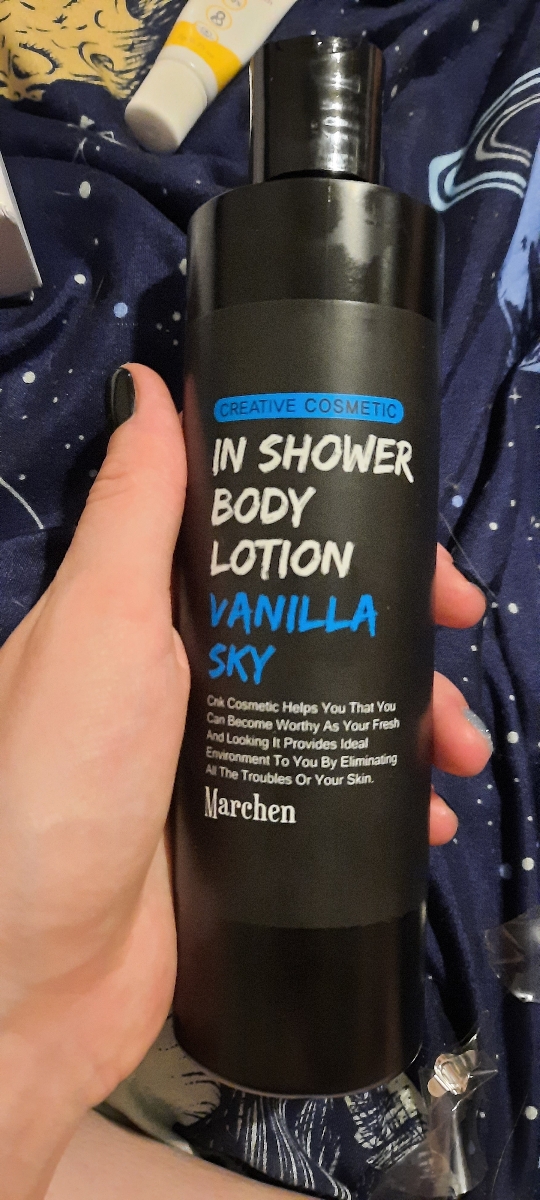 CREATIVE COSMETIC
IN SHOWER
BODY
LOTION
VANILLA
SKY
Cnk Cosmetic Helps You That You
Can Become Worthy As Your Fresh
And Looking It Provides Ideal
Environment To You By Eliminating
All The Troubles Or Your Skin.
Marchen